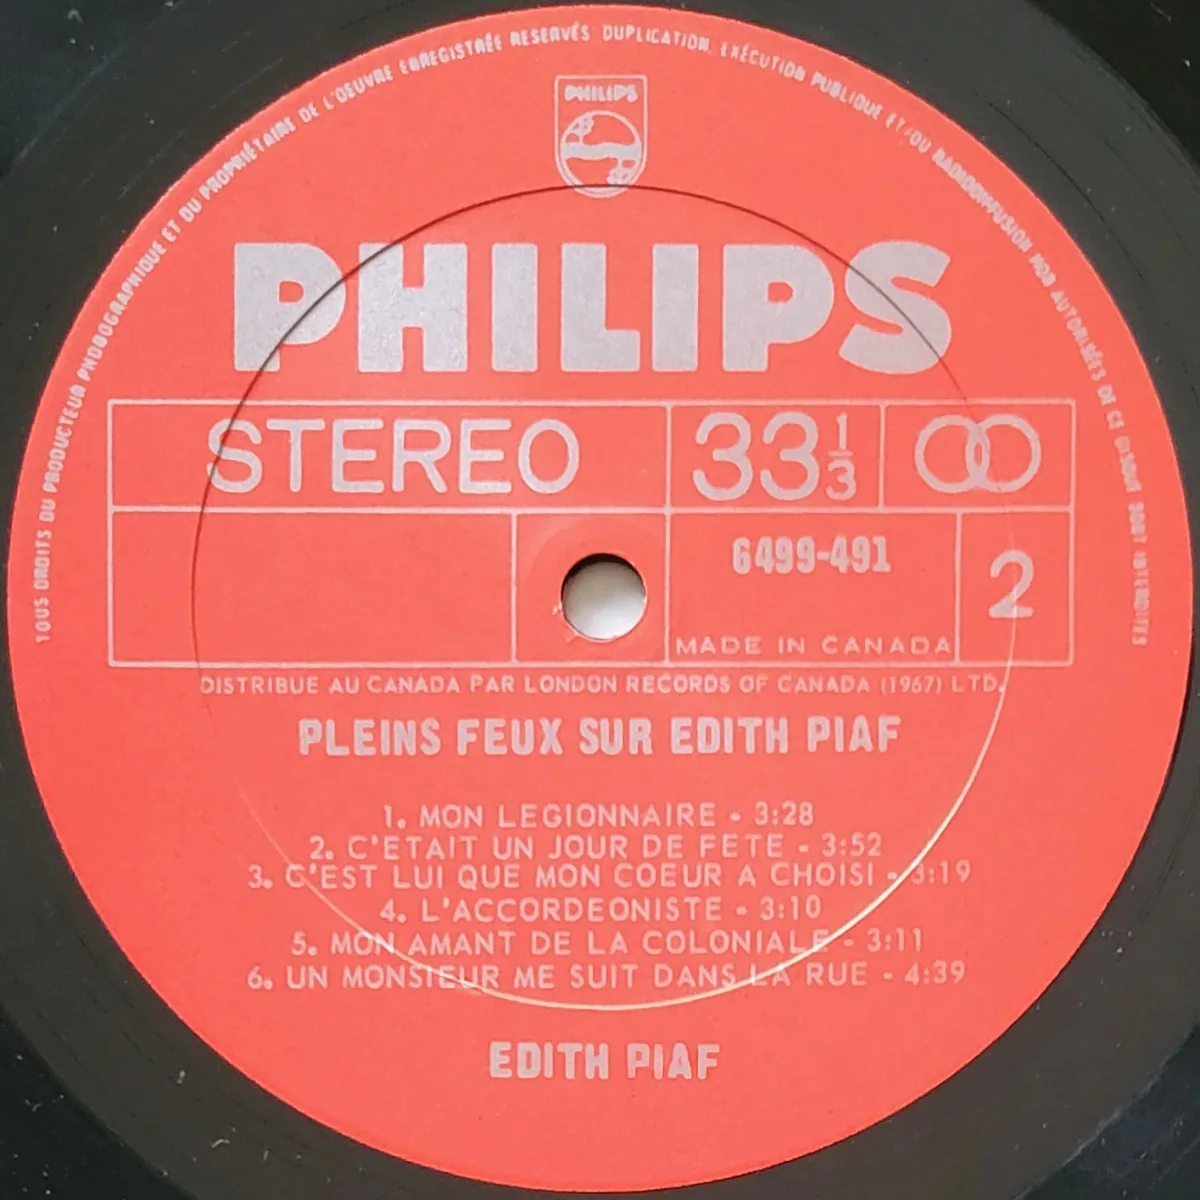 TOUS DROITS DU PRODUCTEUR PHONOGRAPHIQUE ET DU PROPRIÉTAIRE DE L'OEUVRE ENREGISTRÉE RESERVÉS DUPLICATION, EXÉCUTION PUBLIQUE ET/OU RADIODIFFUSION NON AUTORISÉES DE CE DISQUE SONT INTERDITES
PHILIPS
PHILIPS
STEREO 33 1/3
6499-491 2
MADE IN CANADA
DISTRIBUE AU CANADA PAR LONDON RECORDS OF CANADA (1967) LTD.
PLEINS FEUX SUR EDITH PIAF
1. MON LEGIONNAIRE - 3:28
2. C'ETAIT UN JOUR DE FETE - 3:52
3. C'EST LUI QUE MON COEUR A CHOISI - 3:19
4. L'ACCORDEONISTE - 3:10
5. MON AMANT DE LA COLONIALE - 3:11
6. UN MONSIEUR ME SUIT DANS LA RUE - 4:39
EDITH PIAF